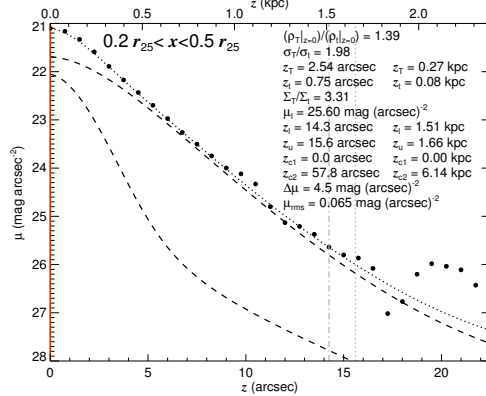 z (kpc)
0.0 0.5 1.0 1.5 2.0
0.2 r25< x<0.5 r25
(ρT|z=0)/(ρt|z=0) = 1.39
σT/σt = 1.98
zT = 2.54 arcsec zT = 0.27 kpc
zt = 0.75 arcsec zt = 0.08 kpc
ΣT/Σt = 3.31
μl = 25.60 mag (arcsec)-2
zl = 14.3 arcsec zl = 1.51 kpc
zu = 15.6 arcsec zu = 1.66 kpc
zc1 = 0.0 arcsec zc1 = 0.00 kpc
zc2 = 57.8 arcsec zc2 = 6.14 kpc
Δμ = 4.5 mag (arcsec)-2
μrms = 0.065 mag (arcsec)-2
μ (mag arcsec-2)
21
22
23
24
25
26
27
28
0 5 10 15 20
z (arcsec)